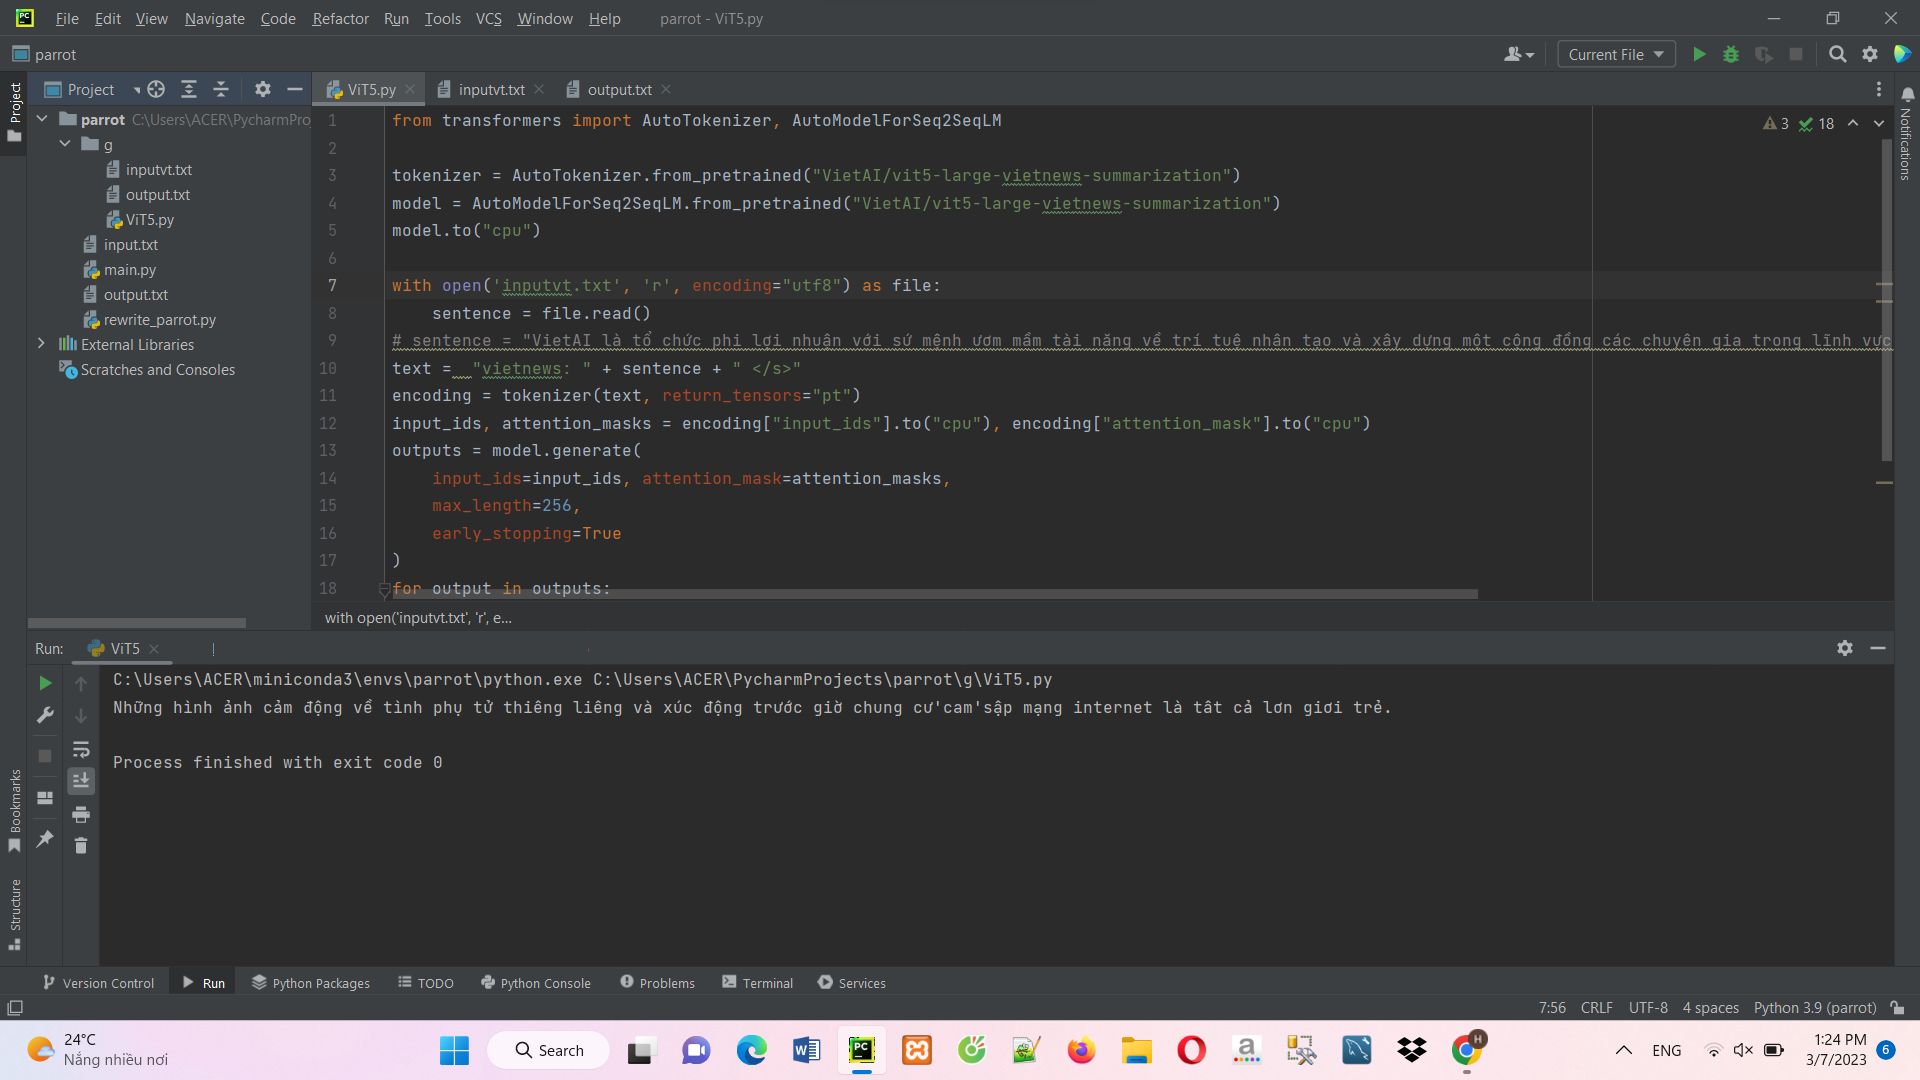 File Edit View Navigate Code Refactor Run Tools VCS Window Help parrot - ViT5.py
parrot
Current File
Project
ViT5.py
inputvt.txt
output.txt
Project
parrot C:\Users\ACER\PycharmPro
g
inputvt.txt
output.txt
ViT5.py
input.txt
main.py
output.txt
rewrite_parrot.py
External Libraries
Scratches and Consoles
1 from transformers import AutoTokenizer, AutoModelForSeq2SeqLM
2
3 tokenizer = AutoTokenizer.from_pretrained("VietAI/vit5-large-vietnews-summarization")
4 model = AutoModelForSeq2SeqLM.from_pretrained("VietAI/vit5-large-vietnews-summarization")
5 model.to("cpu")
6
7 with open('inputvt.txt', 'r', encoding="utf8") as file:
8 sentence = file.read()
9 # sentence = "VietAI là tổ chức phi lợi nhuận với sứ mệnh ươm mầm tài năng về trí tuệ nhân tạo và xây dựng một cộng đồng các chuyên gia trong lĩnh vực
10 text = "vietnews: " + sentence + " </s>"
11 encoding = tokenizer(text, return_tensors="pt")
12 input_ids, attention_masks = encoding["input_ids"].to("cpu"), encoding["attention_mask"].to("cpu")
13 outputs = model.generate(
14 input_ids=input_ids, attention_mask=attention_masks,
15 max_length=256,
16 early_stopping=True
17 )
18 for output in outputs:
3 18
Notifications
with open('inputvt.txt', 'r', e...
Run: ViT5
C:\Users\ACER\miniconda3\envs\parrot\python.exe C:\Users\ACER\PycharmProjects\parrot\g\ViT5.py
Những hình ảnh cảm động về tình phụ tử thiêng liêng và xúc động trước giờ chung cư'cam'sập mạng internet là tât cả lơn giơi trẻ.
Process finished with exit code 0
Bookmarks
Structure
Version Control Run Python Packages TODO Python Console Problems Terminal Services
7:56 CRLF UTF-8 4 spaces Python 3.9 (parrot)
24°C
Nắng nhiều nơi
Search
ENG
1:24 PM
3/7/2023
6